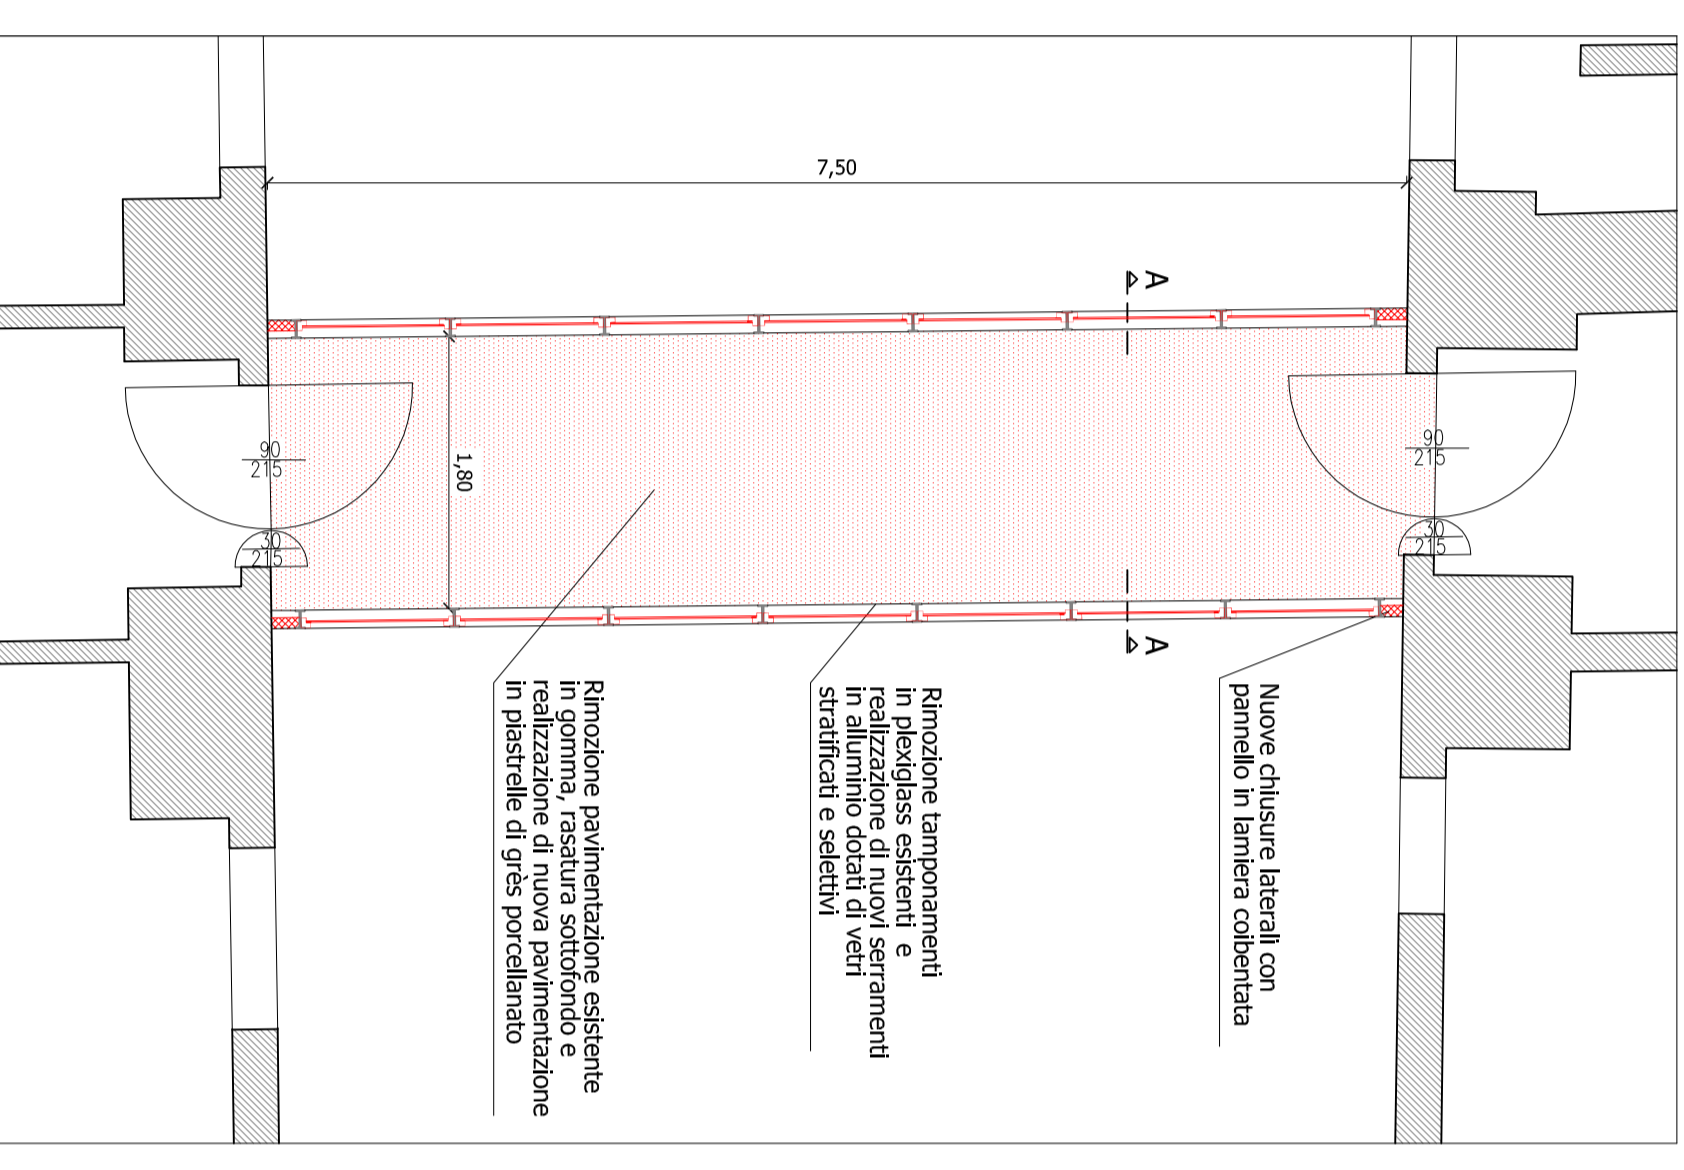 7,50
A
90
215
90
215
1,80
30
215
30
215
A
Nuove chiusure laterali con
pannello in lamiera coibentata
Rimozione tamponamenti
in plexiglass esistenti e
realizzazione di nuovi serramenti
in alluminio dotati di vetri
stratificati e selettivi
Rimozione pavimentazione esistente
in gomma, rasatura sottofondo e
realizzazione di nuova pavimentazione
in piastrelle di grès porcellanato